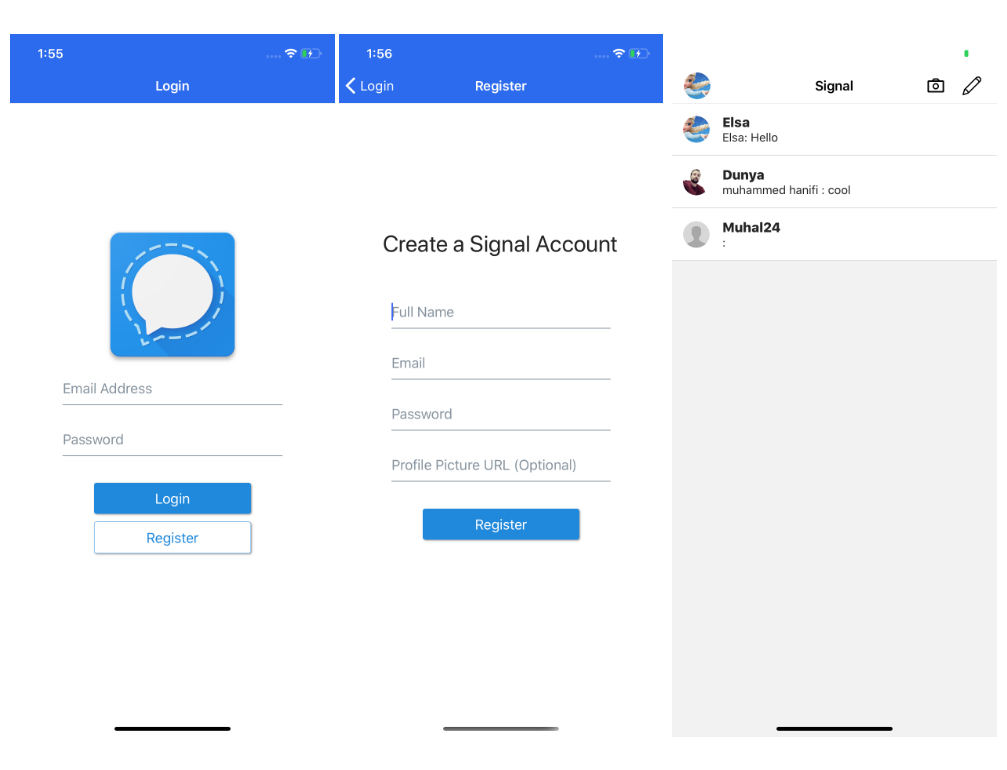 1:55
Login
Email Address
Password
Login
Register
1:56
Login
Register
Create a Signal Account
Full Name
Email
Password
Profile Picture URL (Optional)
Register
Signal
Elsa
Elsa: Hello
Dunya
muhammed hanifi : cool
Muhal24
: